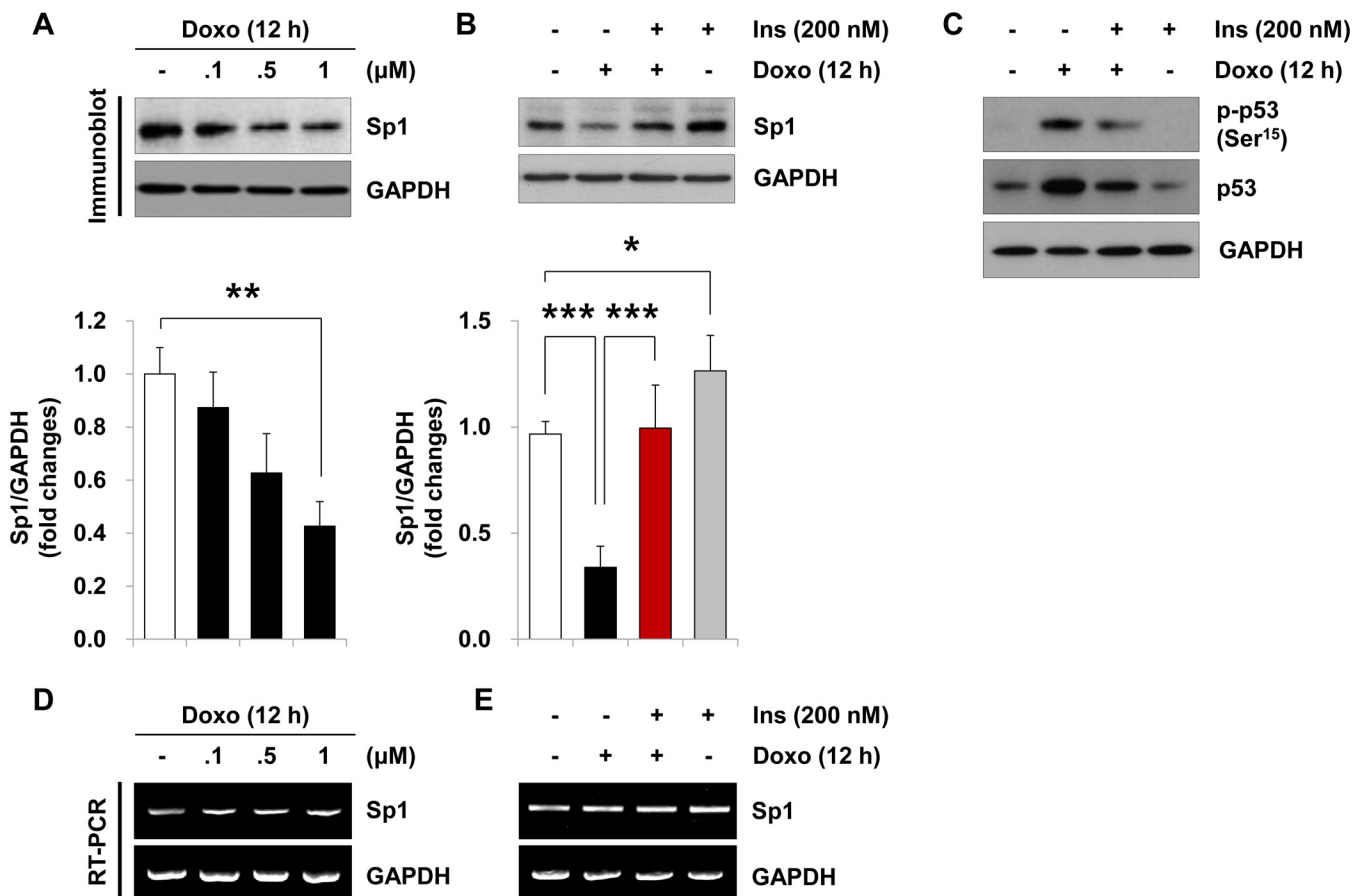 A
Doxo (12 h)
- .1 .5 1 (µM)
Immunoblot
Sp1
GAPDH
**
1.2
1.0
0.8
0.6
0.4
0.2
0.0
Sp1/GAPDH
(fold changes)
B
- - + + Ins (200 nM)
- + + - Doxo (12 h)
Sp1
GAPDH
*
*** ***
1.5
1.0
0.5
0.0
Sp1/GAPDH
(fold changes)
C
- - + + Ins (200 nM)
- + + - Doxo (12 h)
p-p53
(Ser15)
p53
GAPDH
D
Doxo (12 h)
- .1 .5 1 (µM)
RT-PCR
Sp1
GAPDH
E
- - + + Ins (200 nM)
- + + - Doxo (12 h)
Sp1
GAPDH